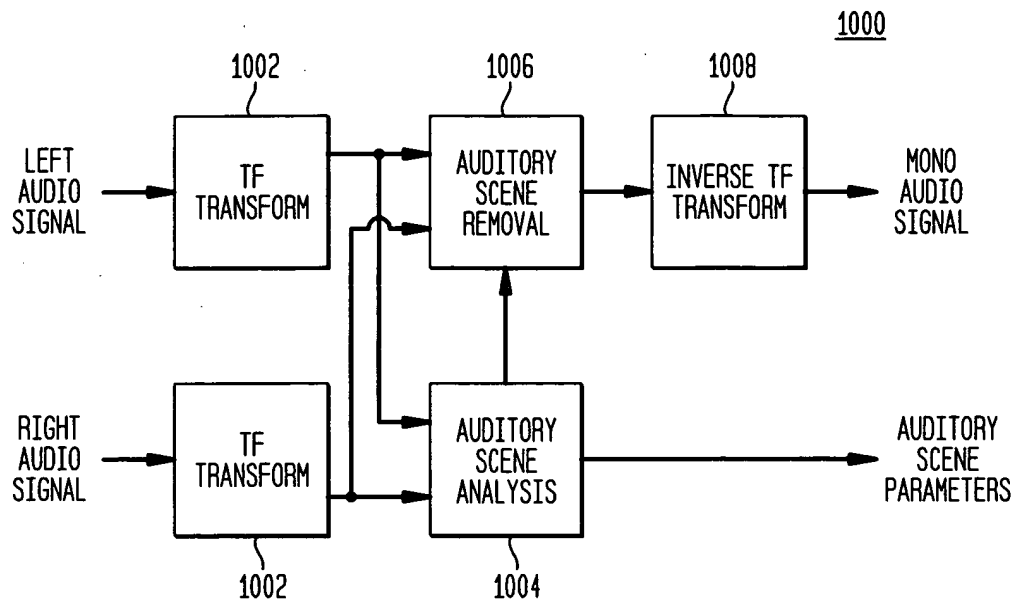 1000
1002
1006
1008
LEFT
AUDIO
SIGNAL
TF
TRANSFORM
AUDITORY
SCENE
REMOVAL
INVERSE TF
TRANSFORM
MONO
AUDIO
SIGNAL
RIGHT
AUDIO
SIGNAL
TF
TRANSFORM
AUDITORY
SCENE
ANALYSIS
AUDITORY
SCENE
PARAMETERS
1002
1004